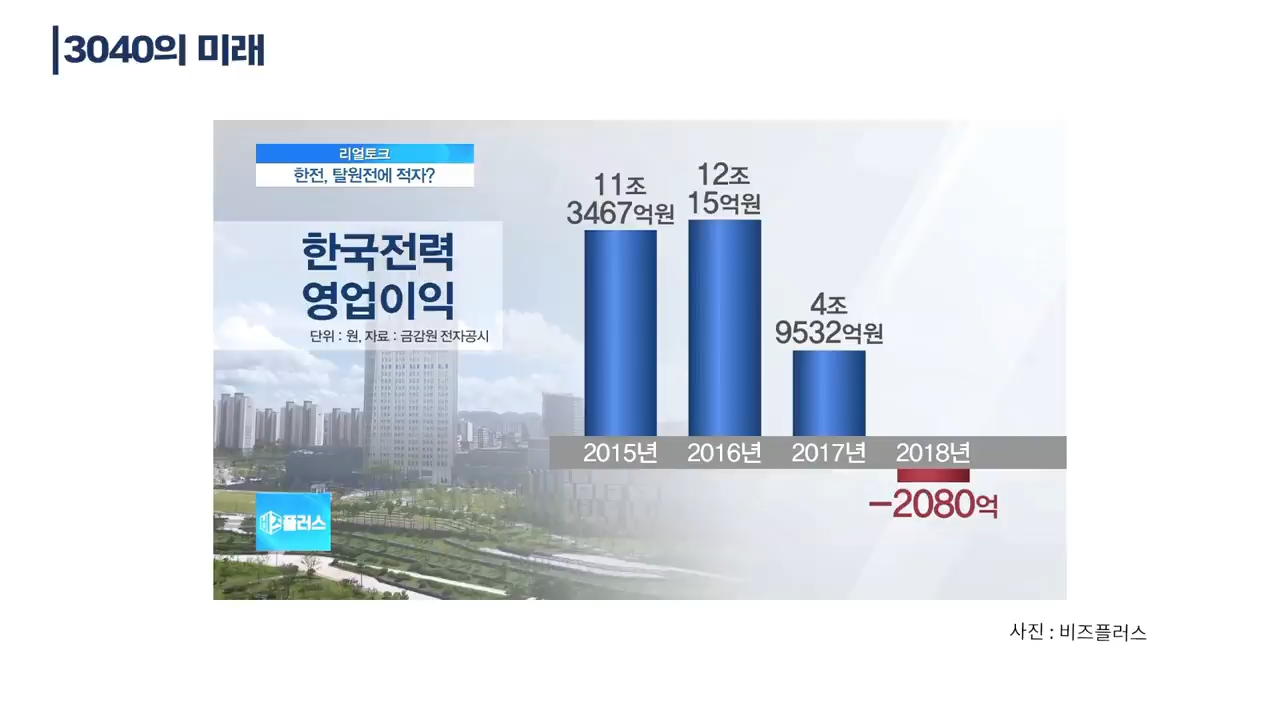 3040의 미래
리얼토크
한전, 탈원전에 적자?
한국전력
영업이익
단위 : 원, 자료 : 금감원 전자공시
11조
3467억원
12조
15억원
4조
9532억원
2015년 2016년 2017년 2018년
-2080억
비즈플러스
사진 : 비즈플러스